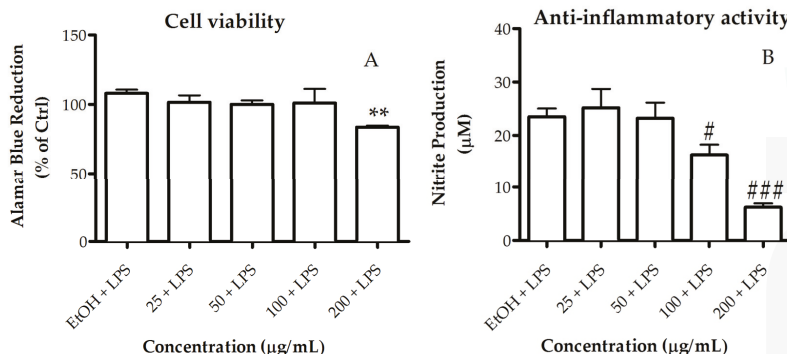 Cell viability
A
Alamar Blue Reduction
(% of Ctrl)
150
100
50
0
**
EtOH + LPS
25 + LPS
50 + LPS
100 + LPS
200 + LPS
Concentration (µg/mL)
Anti-inflammatory activity
B
Nitrite Production
(µM)
40
30
20
10
0
#
###
EtOH + LPS
25 + LPS
50 + LPS
100 + LPS
200 + LPS
Concentration (µg/mL)